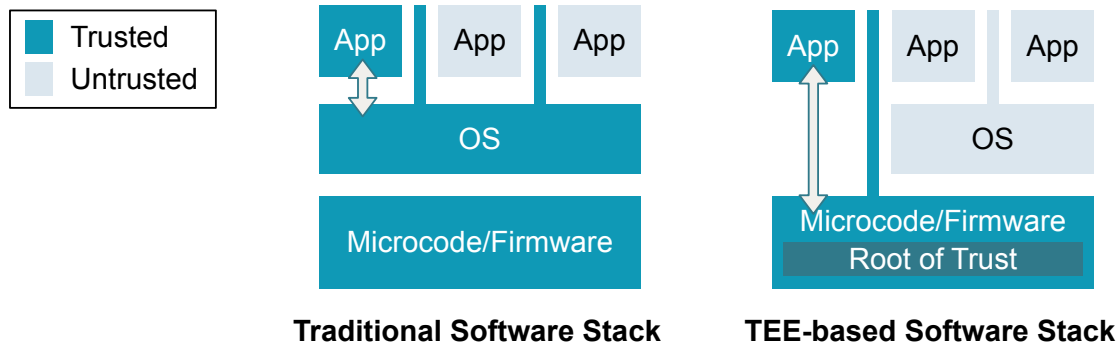 Trusted
Untrusted
App
App
App
OS
Microcode/Firmware
Traditional Software Stack
App
App
App
OS
Microcode/Firmware
Root of Trust
TEE-based Software Stack